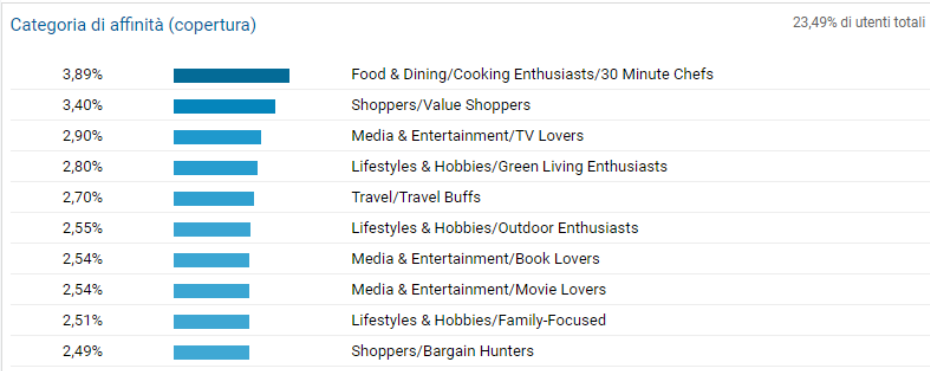 Categoria di affinità (copertura) 23,49% di utenti totali
3,89% Food & Dining/Cooking Enthusiasts/30 Minute Chefs
3,40% Shoppers/Value Shoppers
2,90% Media & Entertainment/TV Lovers
2,80% Lifestyles & Hobbies/Green Living Enthusiasts
2,70% Travel/Travel Buffs
2,55% Lifestyles & Hobbies/Outdoor Enthusiasts
2,54% Media & Entertainment/Book Lovers
2,54% Media & Entertainment/Movie Lovers
2,51% Lifestyles & Hobbies/Family-Focused
2,49% Shoppers/Bargain Hunters